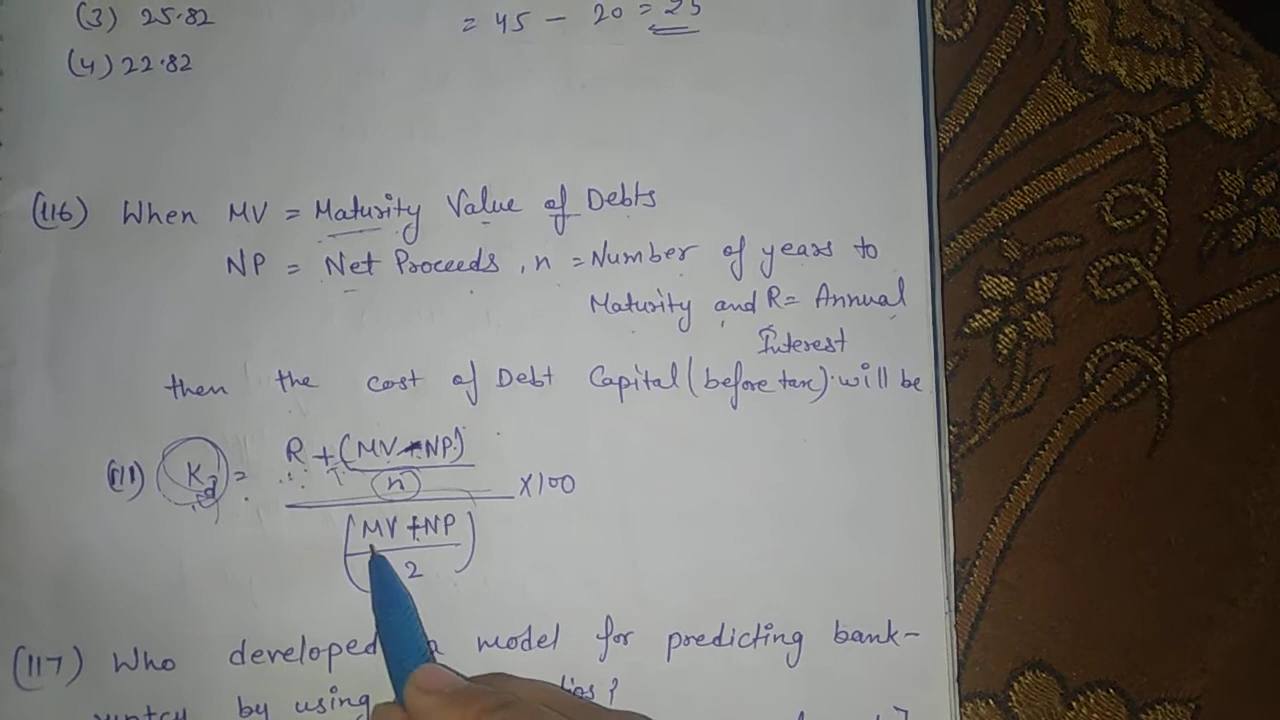 (3) 25.82
= 45 - 20 = 25
(4) 22.82
(116) When MV = Maturity Value of Debts
NP = Net Proceeds, n = Number of years to
Maturity and R = Annual
Interest
then the cost of Debt Capital (before tax) will be
(1) Kd = R + (MV - NP) / n ×100
(MV + NP / 2)
(117) Who developed a model for predicting bank-
by using